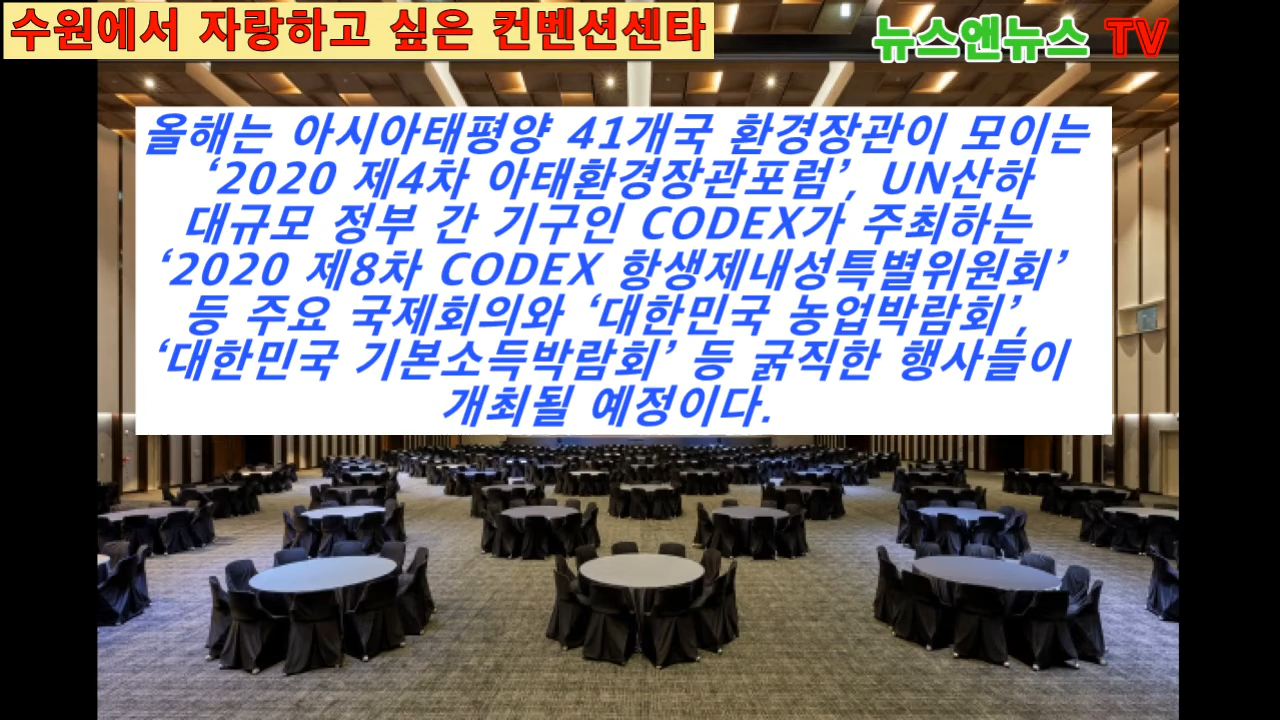 수원에서 자랑하고 싶은 컨벤션센타
뉴스엔뉴스 TV
올해는 아시아태평양 41개국 환경장관이 모이는
‘2020 제4차 아태환경장관포럼’, UN산하
대규모 정부 간 기구인 CODEX가 주최하는
‘2020 제8차 CODEX 항생제내성특별위원회’
등 주요 국제회의와 ‘대한민국 농업박람회’,
‘대한민국 기본소득박람회’ 등 굵직한 행사들이
개최될 예정이다.